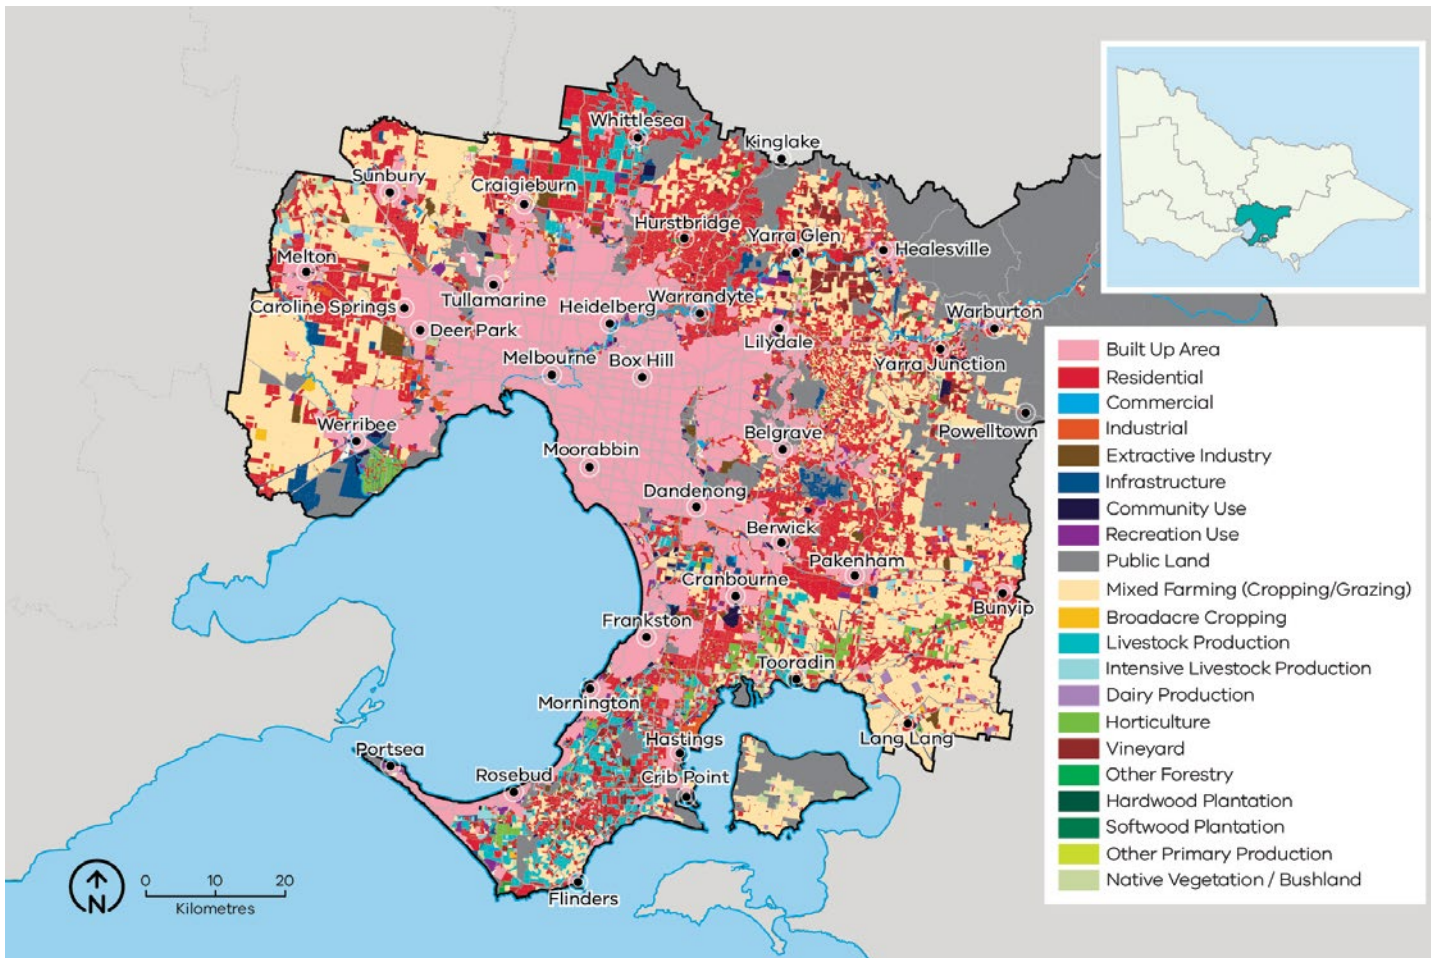 Whittlesea
Kinglake
Sunbury
Craigieburn
Hurstbridge
Yarra Glen
Healesville
Melton
Tullamarine
Caroline Springs
Heidelberg
Warrandyte
Warburton
Deer Park
Lilydale
Melbourne
Box Hill
Yarra Junction
Werribee
Belgrave
Powelltown
Moorabbin
Dandenong
Berwick
Cranbourne
Pakenham
Bunyip
Frankston
Tooradin
Mornington
Hastings
Lang Lang
Portsea
Rosebud
Crib Point
Flinders
N
0 10 20
Kilometres
Built Up Area
Residential
Commercial
Industrial
Extractive Industry
Infrastructure
Community Use
Recreation Use
Public Land
Mixed Farming (Cropping/Grazing)
Broadacre Cropping
Livestock Production
Intensive Livestock Production
Dairy Production
Horticulture
Vineyard
Other Forestry
Hardwood Plantation
Softwood Plantation
Other Primary Production
Native Vegetation / Bushland